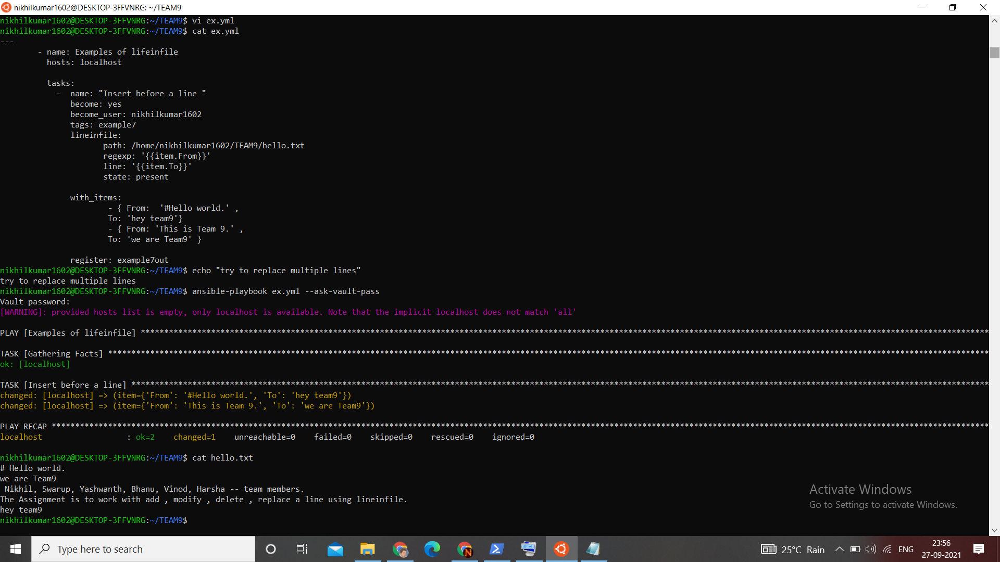 nikhilkumar1602@DESKTOP-3FFVNRG: ~/TEAM9
nikhilkumar1602@DESKTOP-3FFVNRG:~/TEAM9$ vi ex.yml
nikhilkumar1602@DESKTOP-3FFVNRG:~/TEAM9$ cat ex.yml
---
        - name: Examples of lifeinfile
          hosts: localhost
          tasks:
            -  name: "Insert before a line "
               become: yes
               become_user: nikhilkumar1602
               tags: example7
               lineinfile:
                      path: /home/nikhilkumar1602/TEAM9/hello.txt
                      regexp: '{{item.From}}'
                      line: '{{item.To}}'
                      state: present
               with_items:
                       - { From:  '#Hello world.' ,
                       To: 'hey team9'}
                       - { From: 'This is Team 9.' ,
                       To: 'we are Team9' }
               register: example7out
nikhilkumar1602@DESKTOP-3FFVNRG:~/TEAM9$ echo "try to replace multiple lines"
try to replace multiple lines
nikhilkumar1602@DESKTOP-3FFVNRG:~/TEAM9$ ansible-playbook ex.yml --ask-vault-pass
Vault password:
[WARNING]: provided hosts list is empty, only localhost is available. Note that the implicit localhost does not match 'all'
PLAY [Examples of lifeinfile] ************************************************************************************************************************************************************************************
TASK [Gathering Facts] *******************************************************************************************************************************************************************************************
ok: [localhost]
TASK [Insert before a line] **************************************************************************************************************************************************************************************
changed: [localhost] => (item={'From': '#Hello world.', 'To': 'hey team9'})
changed: [localhost] => (item={'From': 'This is Team 9.', 'To': 'we are Team9'})
PLAY RECAP *******************************************************************************************************************************************************************************************************
localhost                  : ok=2    changed=1    unreachable=0    failed=0    skipped=0    rescued=0    ignored=0
nikhilkumar1602@DESKTOP-3FFVNRG:~/TEAM9$ cat hello.txt
# Hello world.
we are Team9
 Nikhil, Swarup, Yashwanth, Bhanu, Vinod, Harsha -- team members.
The Assignment is to work with add , modify , delete , replace a line using lineinfile.
hey team9
nikhilkumar1602@DESKTOP-3FFVNRG:~/TEAM9$
Activate Windows
Go to Settings to activate Windows.
Type here to search
N
25°C Rain
ENG
23:56
27-09-2021